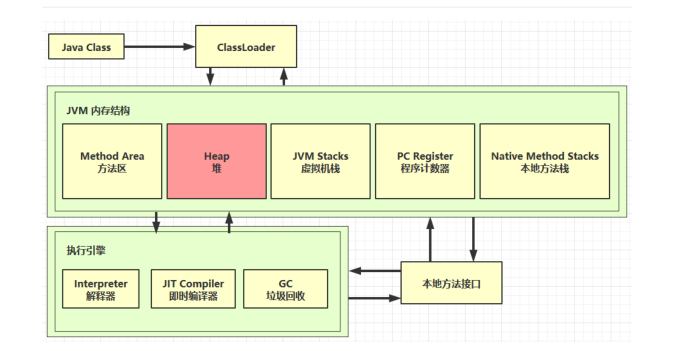 Java Class
ClassLoader
JVM 内存结构
Method Area
方法区
Heap
堆
JVM Stacks
虚拟机栈
PC Register
程序计数器
Native Method Stacks
本地方法栈
执行引擎
Interpreter
解释器
JIT Compiler
即时编译器
GC
垃圾回收
本地方法接口